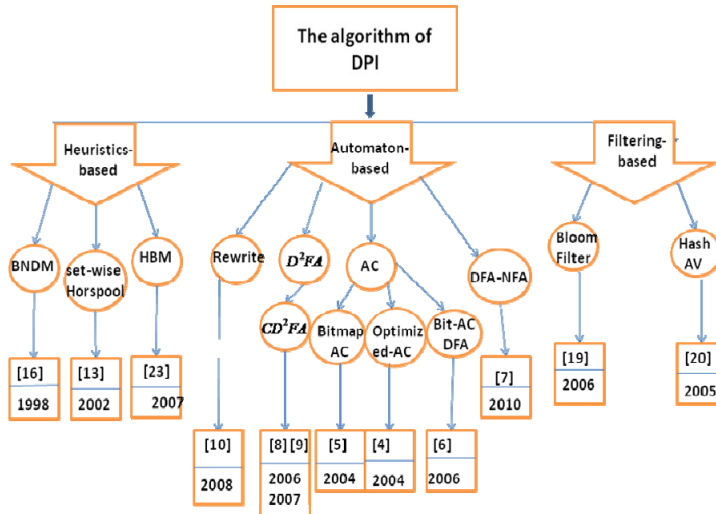 The algorithm of
DPI
Heuristics-
based
Automaton-
based
Filtering-
based
BNDM
set-wise
Horspool
HBM
Rewrite
D²FA
AC
DFA-NFA
Bloom
Filter
Hash
AV
CD²FA
Bitmap
AC
Optimiz
ed-AC
Bit-AC
DFA
[16]
1998
[13]
2002
[23]
2007
[7]
2010
[19]
2006
[20]
2005
[10]
2008
[8] [9]
2006
2007
[5]
2004
[4]
2004
[6]
2006